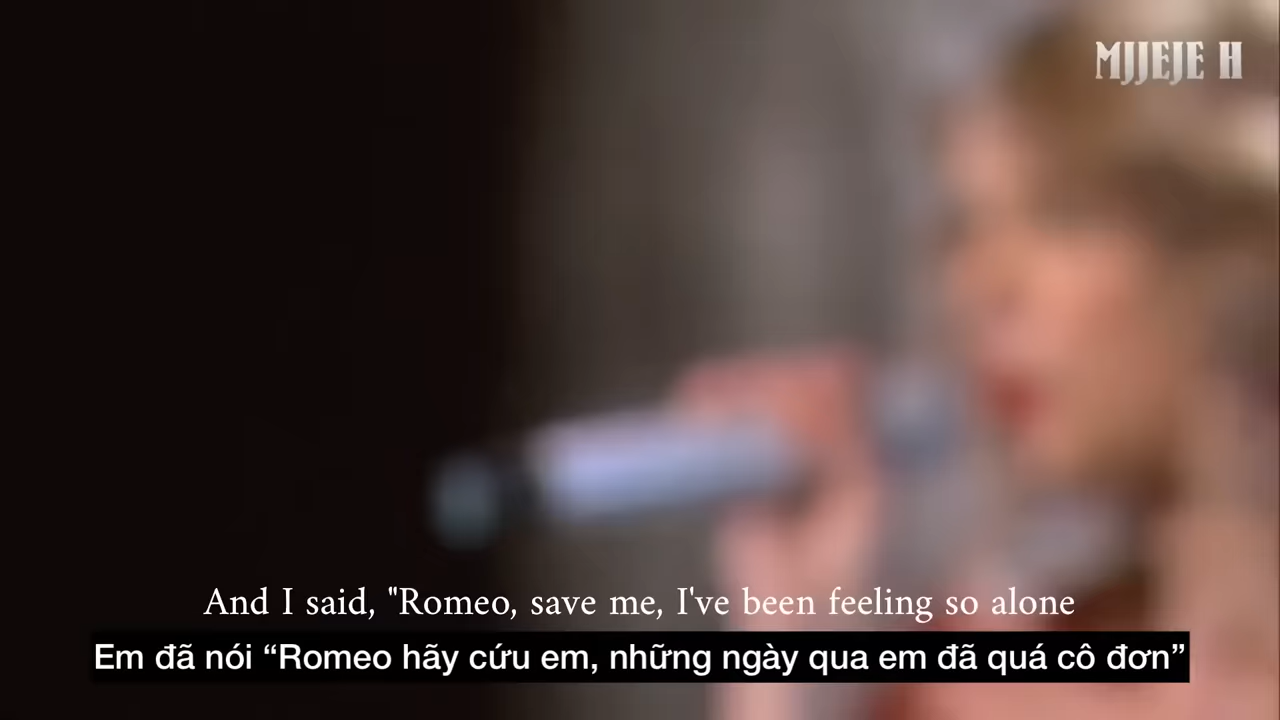 MJJEJE H
And I said, "Romeo, save me, I've been feeling so alone
Em đã nói “Romeo hãy cứu em, những ngày qua em đã quá cô đơn”